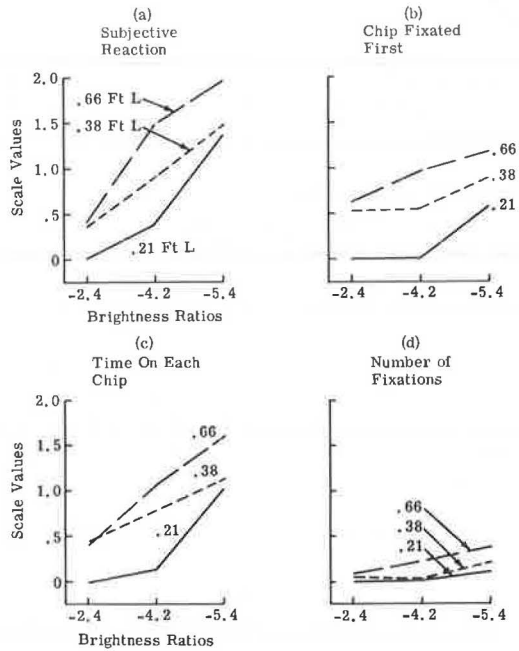 (a)
Subjective
Reaction
2.0
.66 Ft L
1.5
.38 Ft L
Scale Values
1.0
.5
0
.21 Ft L
-2.4
-4.2
-5.4
Brightness Ratios
(b)
Chip Fixated
First
.66
.38
.21
-2.4
-4.2
-5.4
(c)
Time On Each
Chip
2.0
1.5
Scale Values
1.0
.5
0
.66
.38
.21
-2.4
-4.2
-5.4
Brightness Ratios
(d)
Number of
Fixations
.66
.38
.21
-2.4
-4.2
-5.4